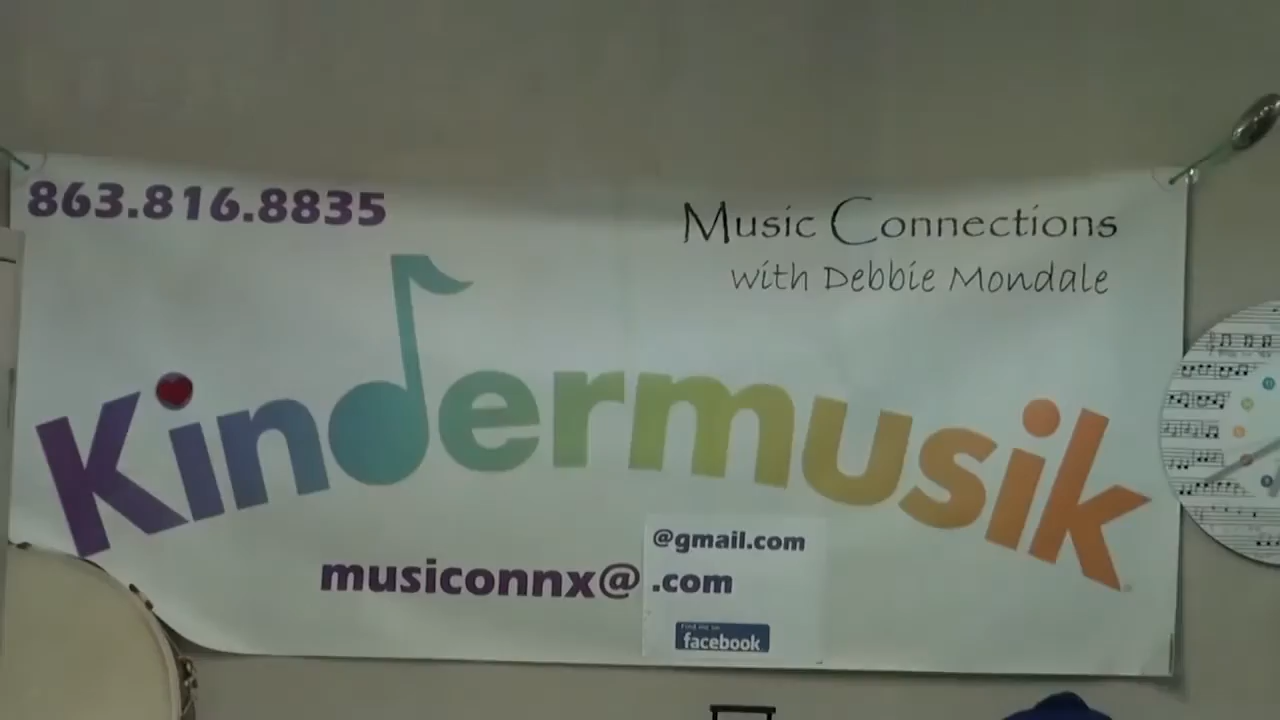 863.816.8835
Music Connections
with Debbie Mondale
Kindermusik
@gmail.com
musiconnx@ .com
Find me on
facebook